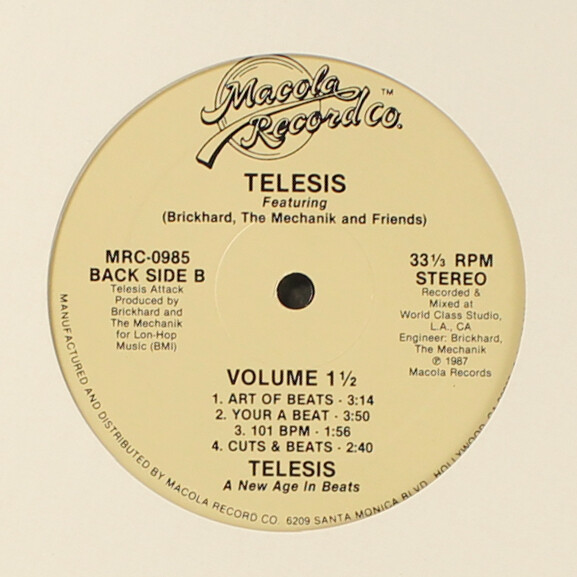 Macola
Record Co.™
TELESIS
Featuring
(Brickhard, The Mechanik and Friends)
MRC-0985
BACK SIDE B
Telesis Attack
Produced by
Brickhard and
The Mechanik
for Lon-Hop
Music (BMI)
33⅓ RPM
STEREO
Recorded &
Mixed at
World Class Studio,
L.A., CA
Engineer: Brickhard,
The Mechanik
℗ 1987
Macola Records
VOLUME 1½
1. ART OF BEATS - 3:14
2. YOUR A BEAT - 3:50
3. 101 BPM - 1:56
4. CUTS & BEATS - 2:40
TELESIS
A New Age In Beats
MANUFACTURED AND DISTRIBUTED BY MACOLA RECORD CO. 6209 SANTA MONICA BLVD. HOLLYWOOD,